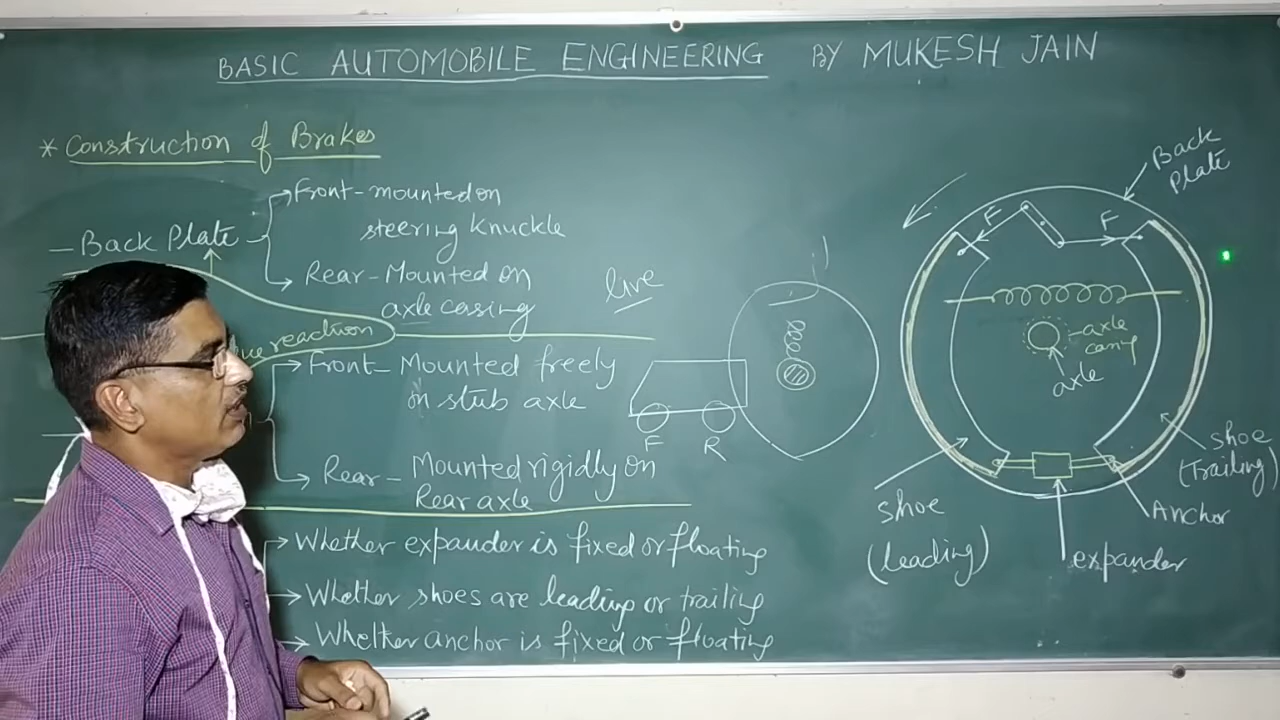 BASIC AUTOMOBILE ENGINEERING BY MUKESH JAIN
* Construction of Brakes
- Back Plate
Front - mounted on
steering knuckle
Rear - Mounted on
axle casing
live
reaction
Front - Mounted freely
on stub axle
Rear - Mounted rigidly on
Rear axle
Whether expander is fixed or floating
Whether shoes are leading or trailing
Whether anchor is fixed or floating
F R
Back
Plate
F F
axle
axle
shoe
(Trailing)
Anchor
shoe
(leading)
expander